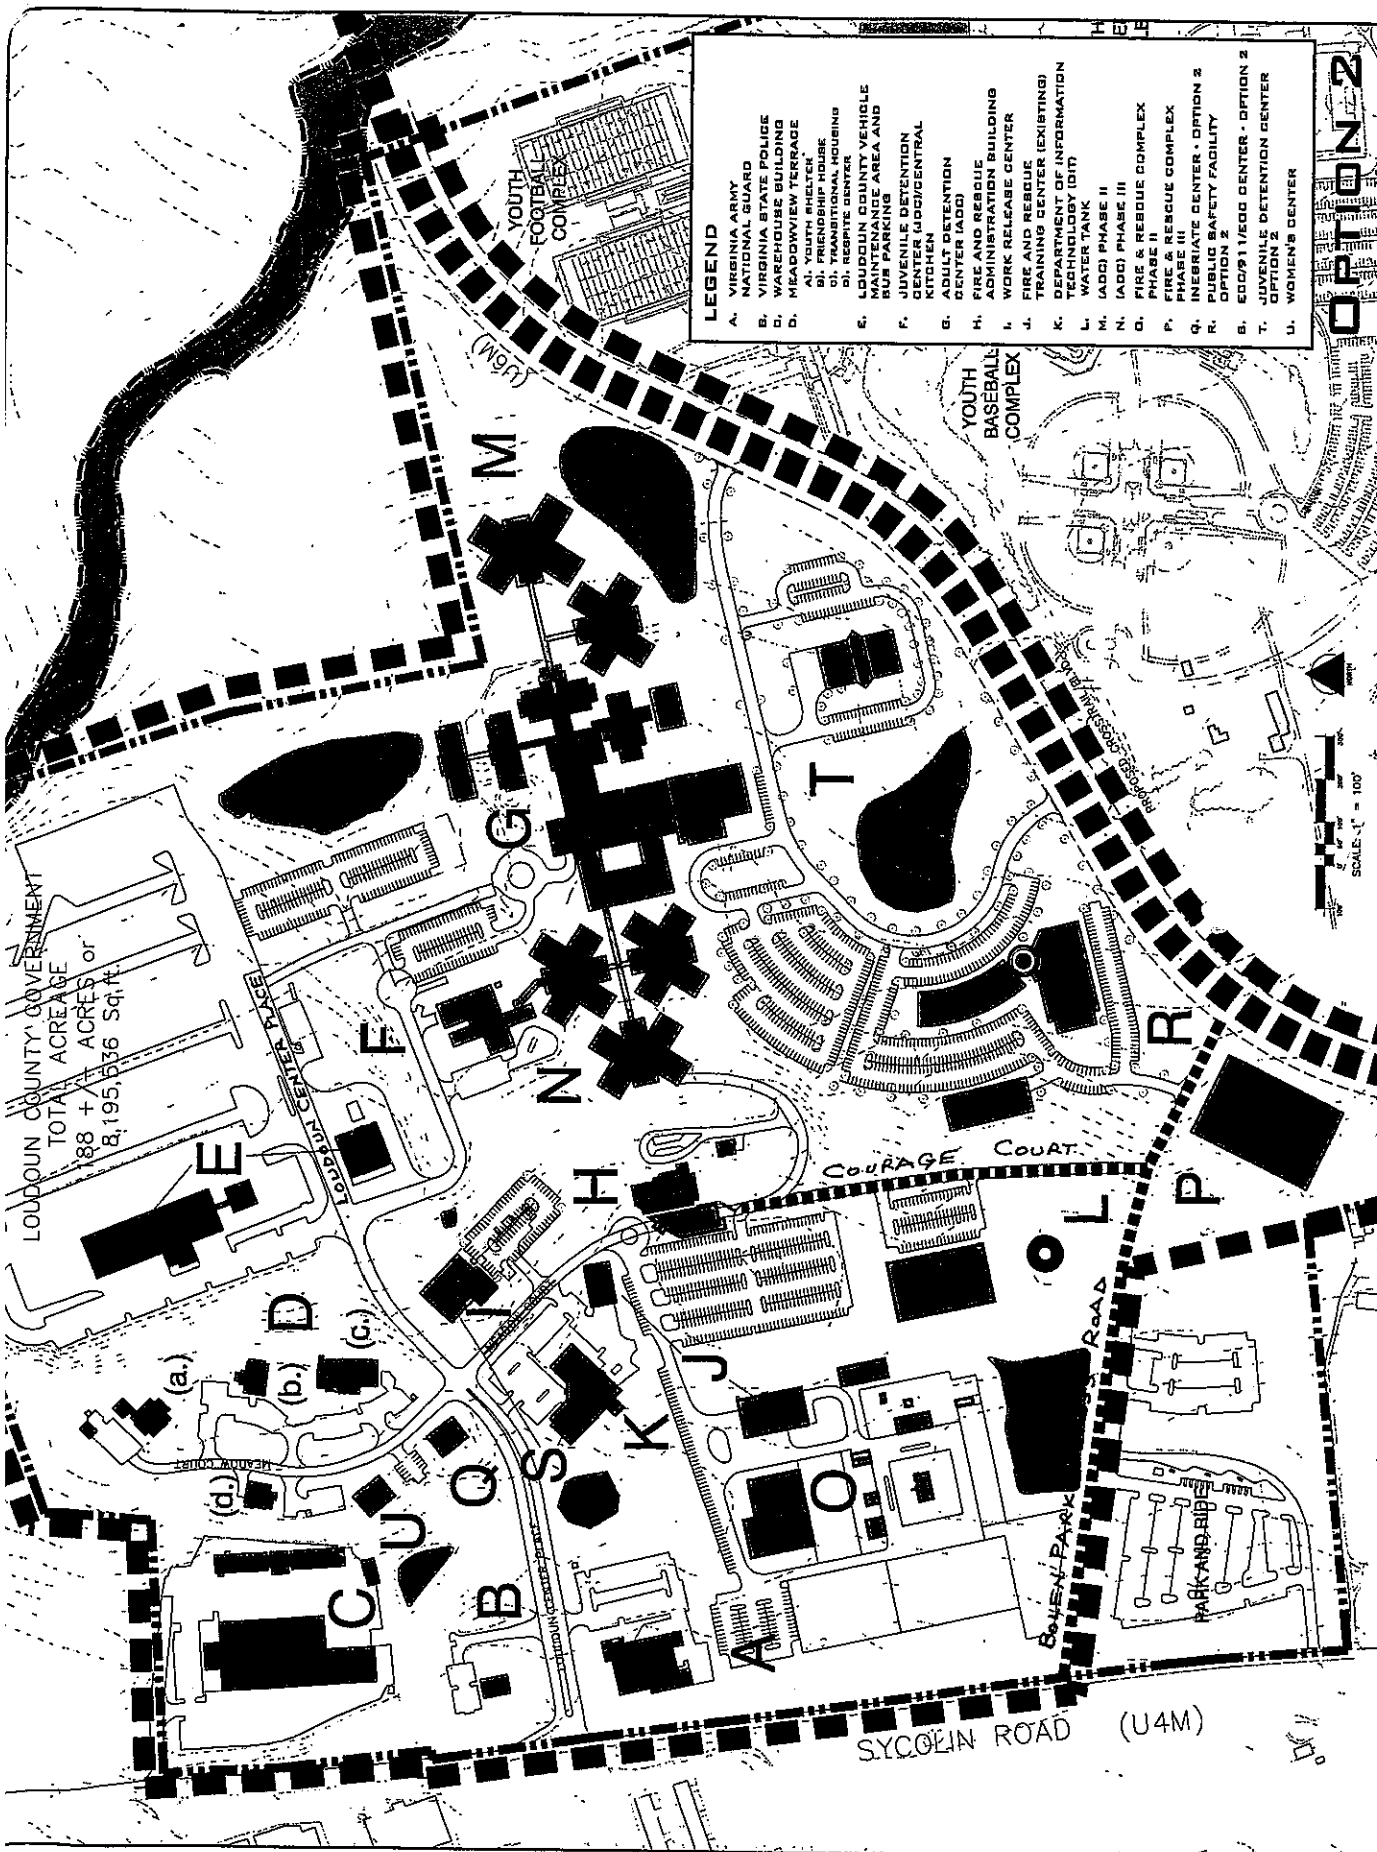 LOUDOUN COUNTY GOVERNMENT
TOTAL ACREAGE
188 +/- ACRES or
8,195,636 Sq.ft.
YOUTH
FOOTBALL
COMPLEX
(U6M)
LEGEND
A. VIRGINIA ARMY
NATIONAL GUARD
B. VIRGINIA STATE POLICE
C. WAREHOUSE BUILDING
D. MEADOWVIEW TERRACE
A). YOUTH SHELTER
B). FRIENDSHIP HOUSE
C). TRANSITIONAL HOUSING
D). RESPITE CENTER
E. LOUDOUN COUNTY VEHICLE
MAINTENANCE AREA AND
BUS PARKING
F. JUVENILE DETENTION
CENTER (JDC)/CENTRAL
KITCHEN
G. ADULT DETENTION
CENTER (ADC)
H. FIRE AND RESCUE
ADMINISTRATION BUILDING
I. WORK RELEASE CENTER
J. FIRE AND RESCUE
TRAINING CENTER (EXISTING)
K. DEPARTMENT OF INFORMATION
TECHNOLOGY (DIT)
L. WATER TANK
M. (ADC) PHASE II
N. (ADC) PHASE III
O. FIRE & RESCUE COMPLEX
PHASE II
P. FIRE & RESCUE COMPLEX
PHASE III
Q. INEBRIATE CENTER - OPTION 2
R. PUBLIC SAFETY FACILITY
OPTION 2
S. ECC/911/EOC CENTER - OPTION 2
T. JUVENILE DETENTION CENTER
OPTION 2
U. WOMEN'S CENTER
OPTION 2
YOUTH
BASEBALL
COMPLEX
M
G
T
E
F
N
R
LOUDOUN CENTER PLACE
D
(a.)
(b.)
(c.)
(d.)
MEADOW COURT
H
I
COURAGE COURT
L
P
J
K
S
Q
U
C
B
O
A
LOUDOUN CENTER PLACE
BOLEN PARK
ROAD
PARK AND RIDE
SYCOLIN ROAD (U4M)
NORTH
SCALE: 1" = 100'